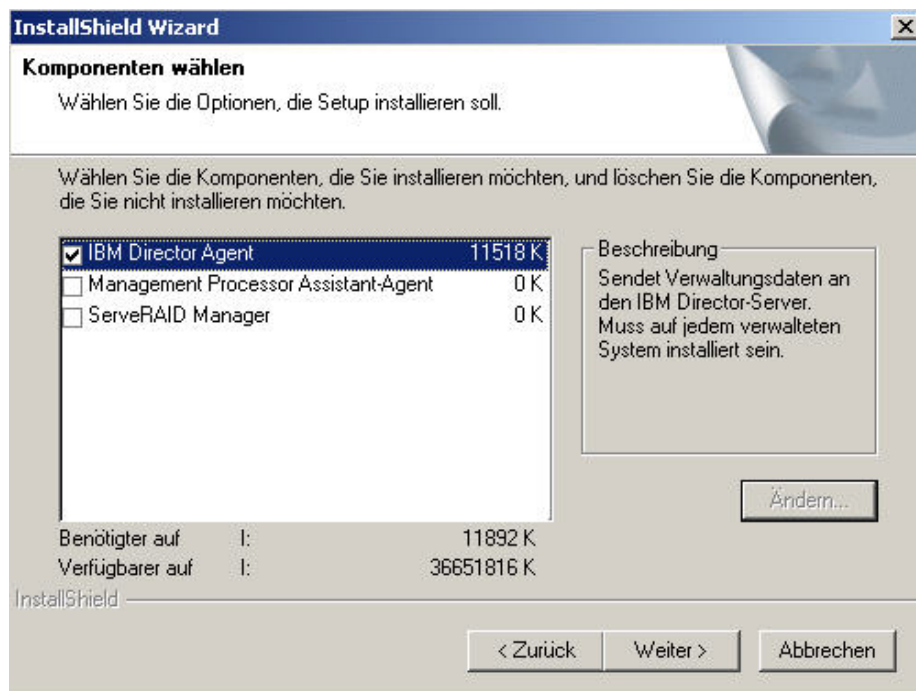 InstallShield Wizard
Komponenten wählen
Wählen Sie die Optionen, die Setup installieren soll.
Wählen Sie die Komponenten, die Sie installieren möchten, und löschen Sie die Komponenten,
die Sie nicht installieren möchten.
IBM Director Agent 11518 K
Management Processor Assistant-Agent 0 K
ServeRAID Manager 0 K
Beschreibung
Sendet Verwaltungsdaten an
den IBM Director-Server.
Muss auf jedem verwalteten
System installiert sein.
Ändern...
Benötigter auf I: 11892 K
Verfügbarer auf I: 36651816 K
InstallShield
< Zurück Weiter > Abbrechen